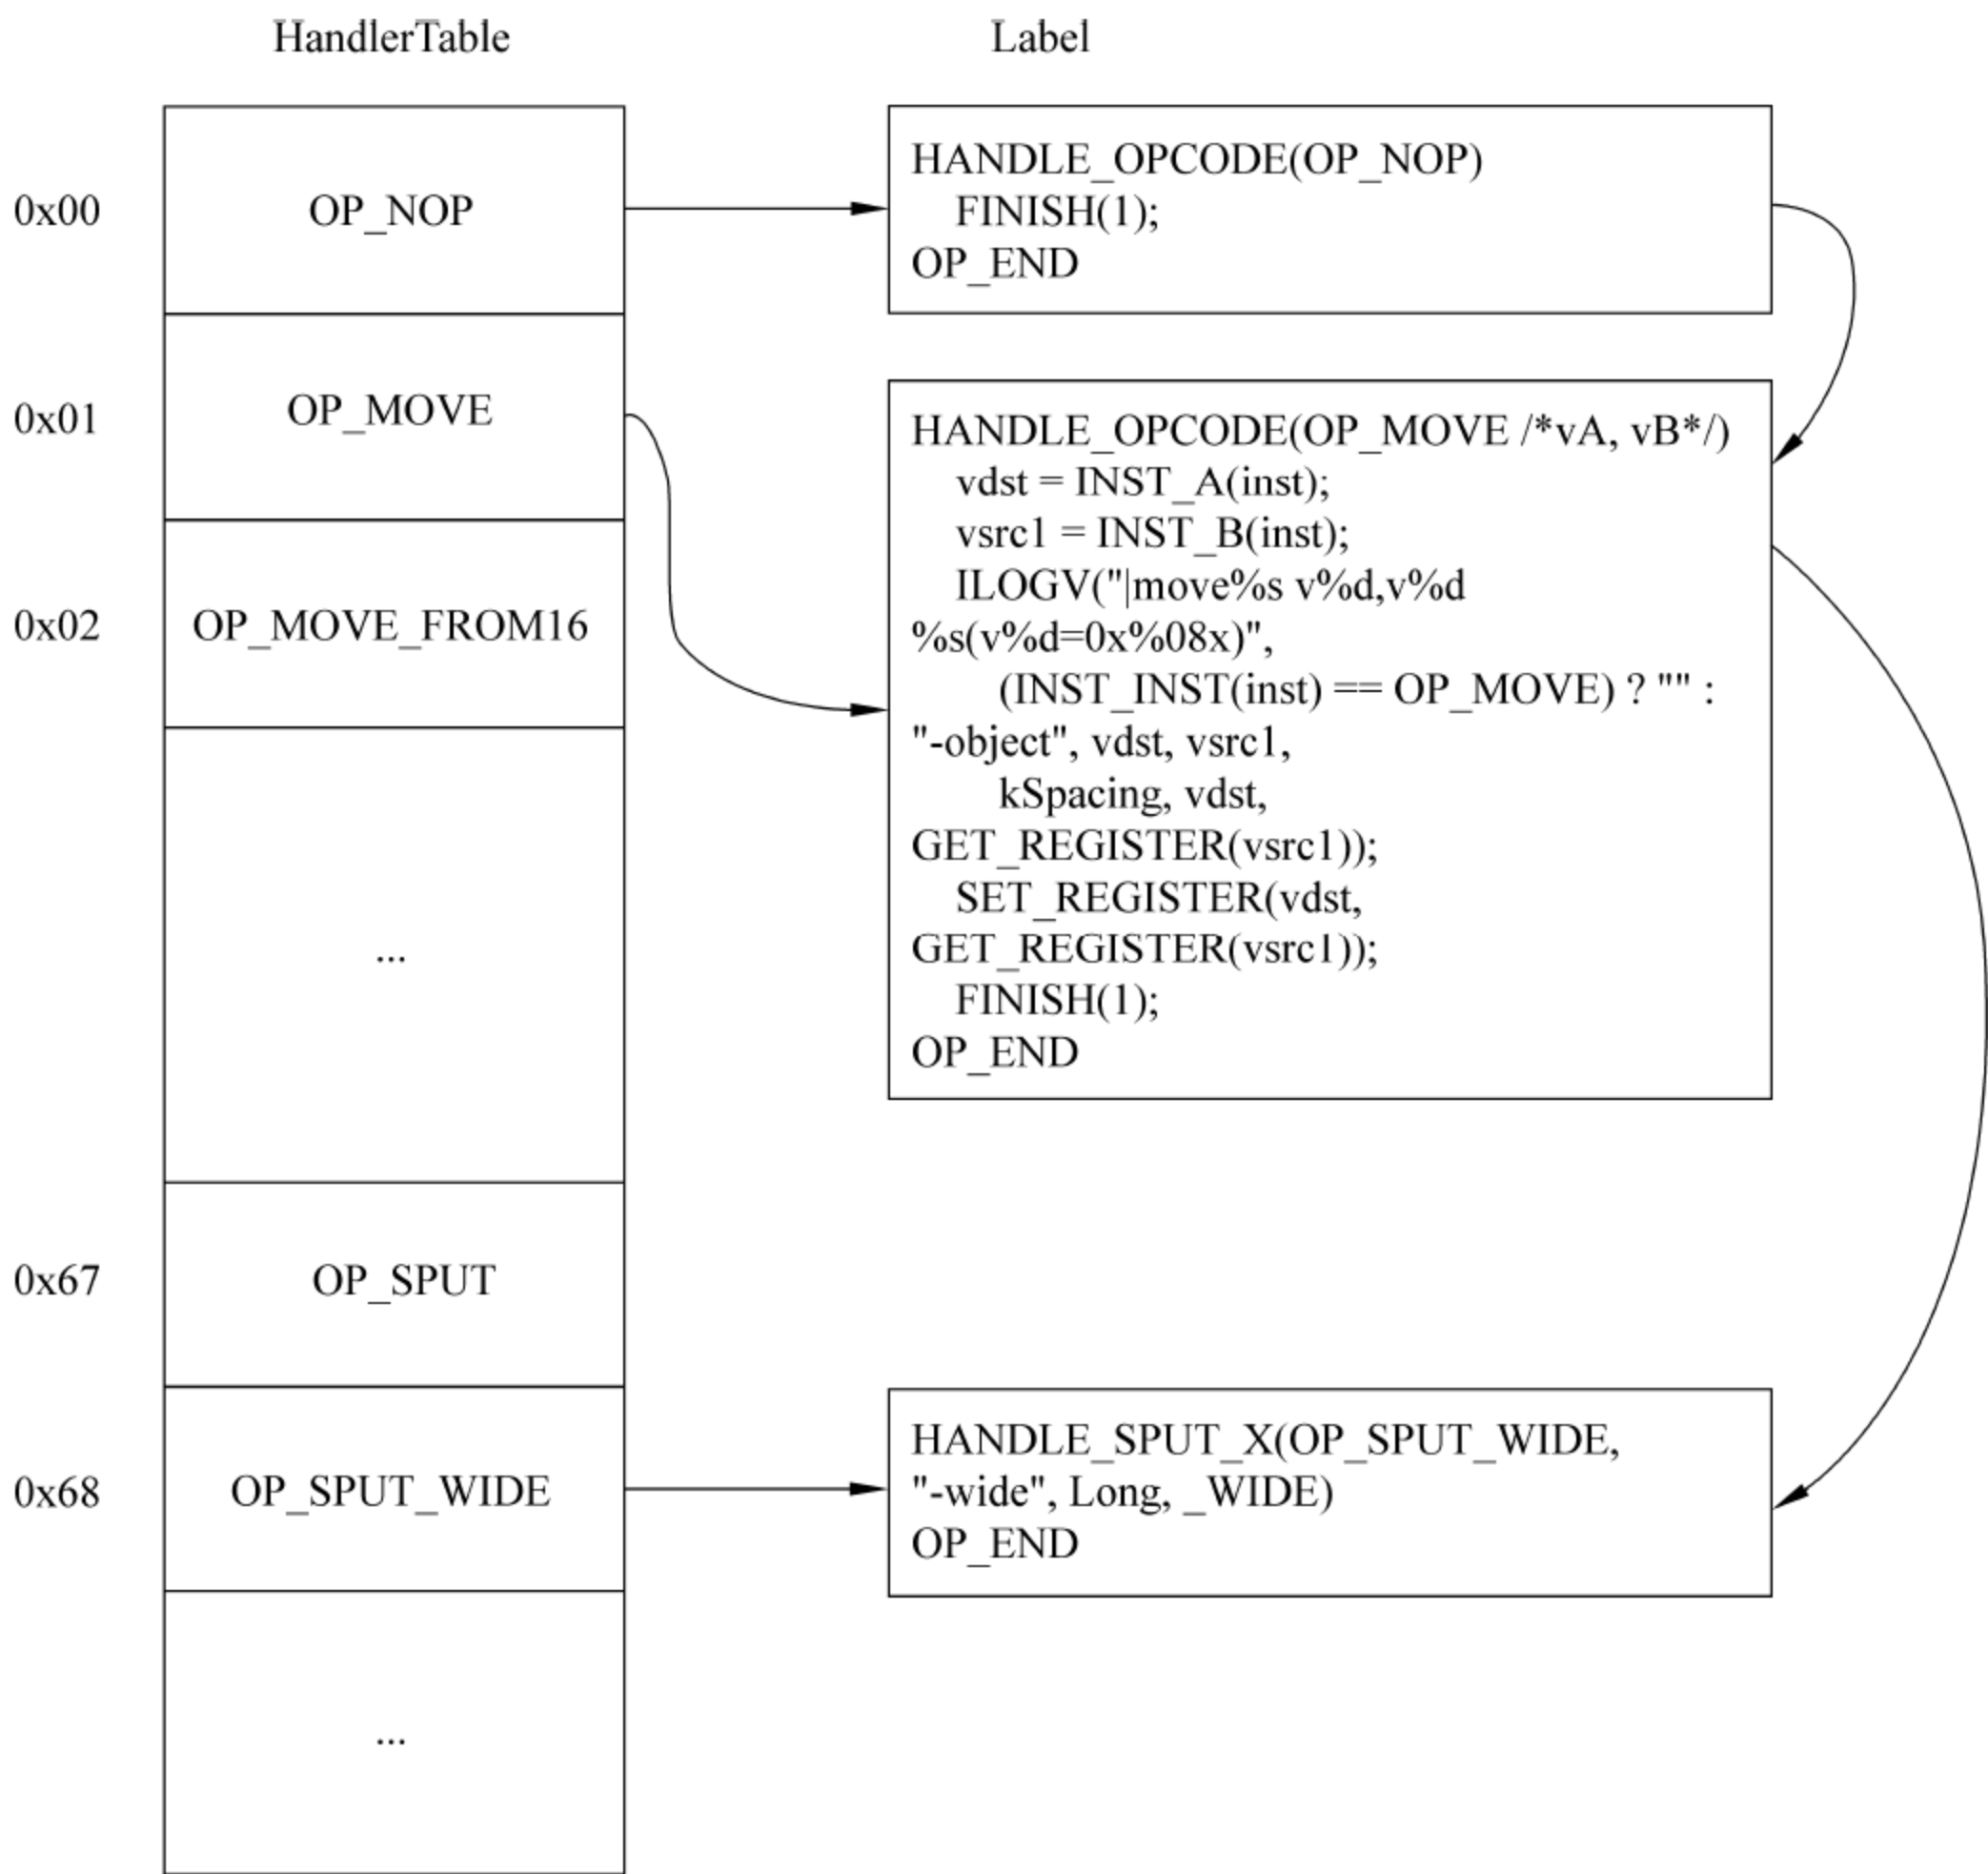 HandlerTable
Label
0x00
OP_NOP
HANDLE_OPCODE(OP_NOP)
FINISH(1);
OP_END
0x01
OP_MOVE
0x02
OP_MOVE_FROM16
...
HANDLE_OPCODE(OP_MOVE /*vA, vB*/)
vdst = INST_A(inst);
vsrc1 = INST_B(inst);
ILOGV("|move%s v%d,v%d
%s(v%d=0x%08x)",
(INST_INST(inst) == OP_MOVE) ? "" :
"-object", vdst, vsrc1,
kSpacing, vdst,
GET_REGISTER(vsrc1));
SET_REGISTER(vdst,
GET_REGISTER(vsrc1));
FINISH(1);
OP_END
0x67
OP_SPUT
0x68
OP_SPUT_WIDE
HANDLE_SPUT_X(OP_SPUT_WIDE,
"-wide", Long, _WIDE)
OP_END
...